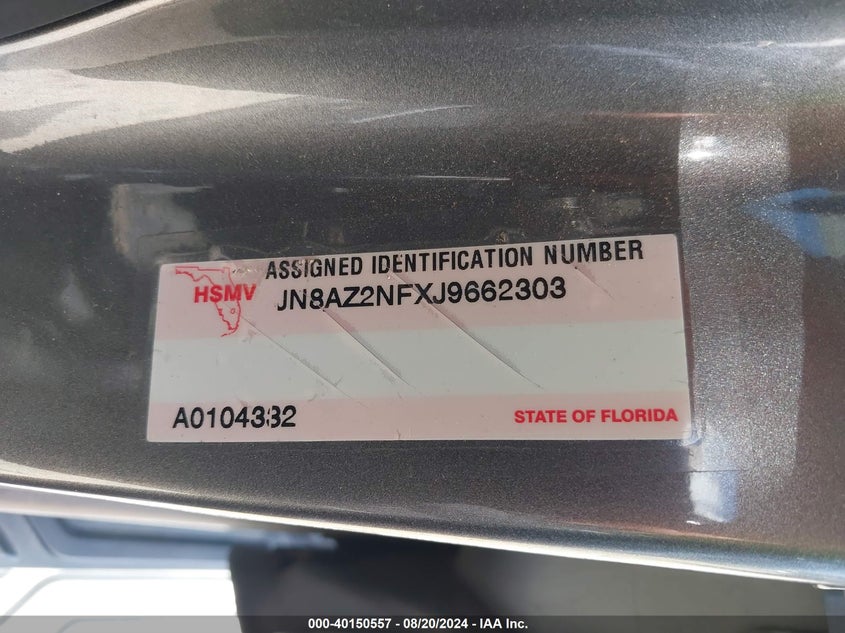 ASSIGNED IDENTIFICATION NUMBER
HSMV
JN8AZ2NFXJ9662303
A0104332
STATE OF FLORIDA
000-40150557 - 08/20/2024 - IAA Inc.